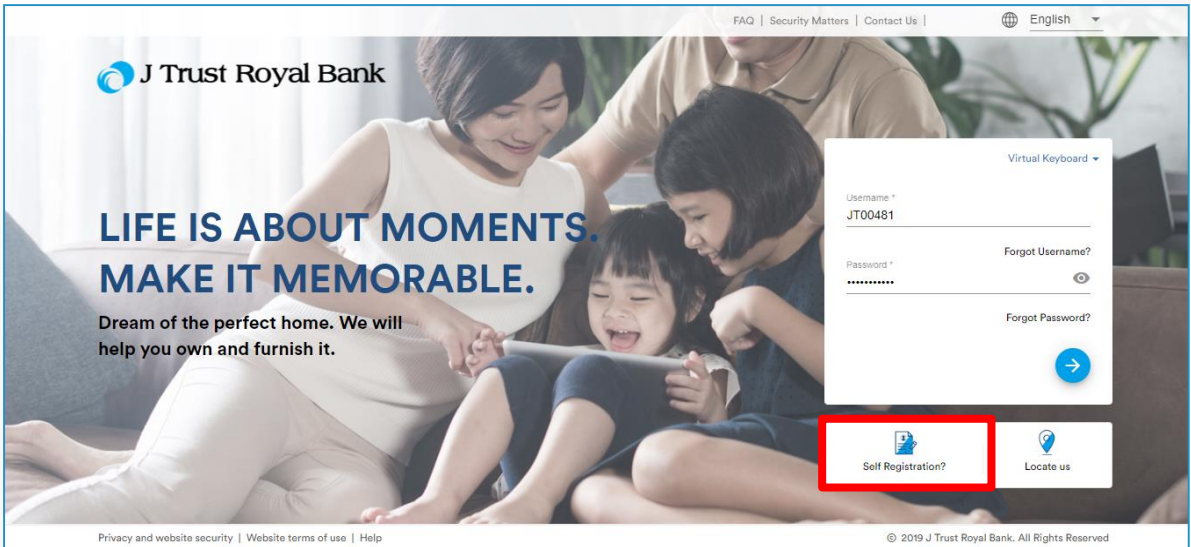 FAQ | Security Matters | Contact Us | English
J Trust Royal Bank
Virtual Keyboard
Username *
JT00481
Forgot Username?
Password *
•••••••••••
Forgot Password?
LIFE IS ABOUT MOMENTS.
MAKE IT MEMORABLE.
Dream of the perfect home. We will
help you own and furnish it.
Self Registration?
Locate us
Privacy and website security | Website terms of use | Help
© 2019 J Trust Royal Bank. All Rights Reserved